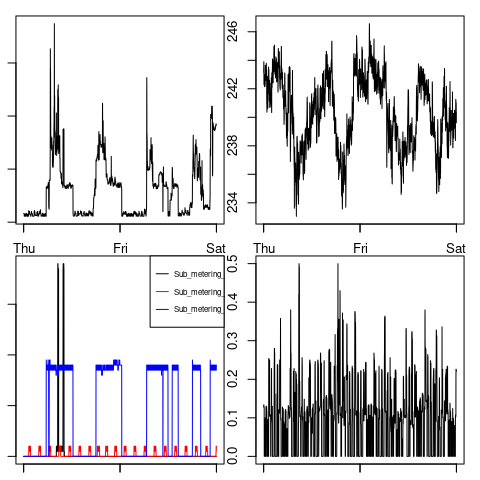 234 238 242 246
Thu Fri Sat
Thu Fri Sat
Sub_metering_
Sub_metering_
Sub_metering_
0.0 0.1 0.2 0.3 0.4 0.5